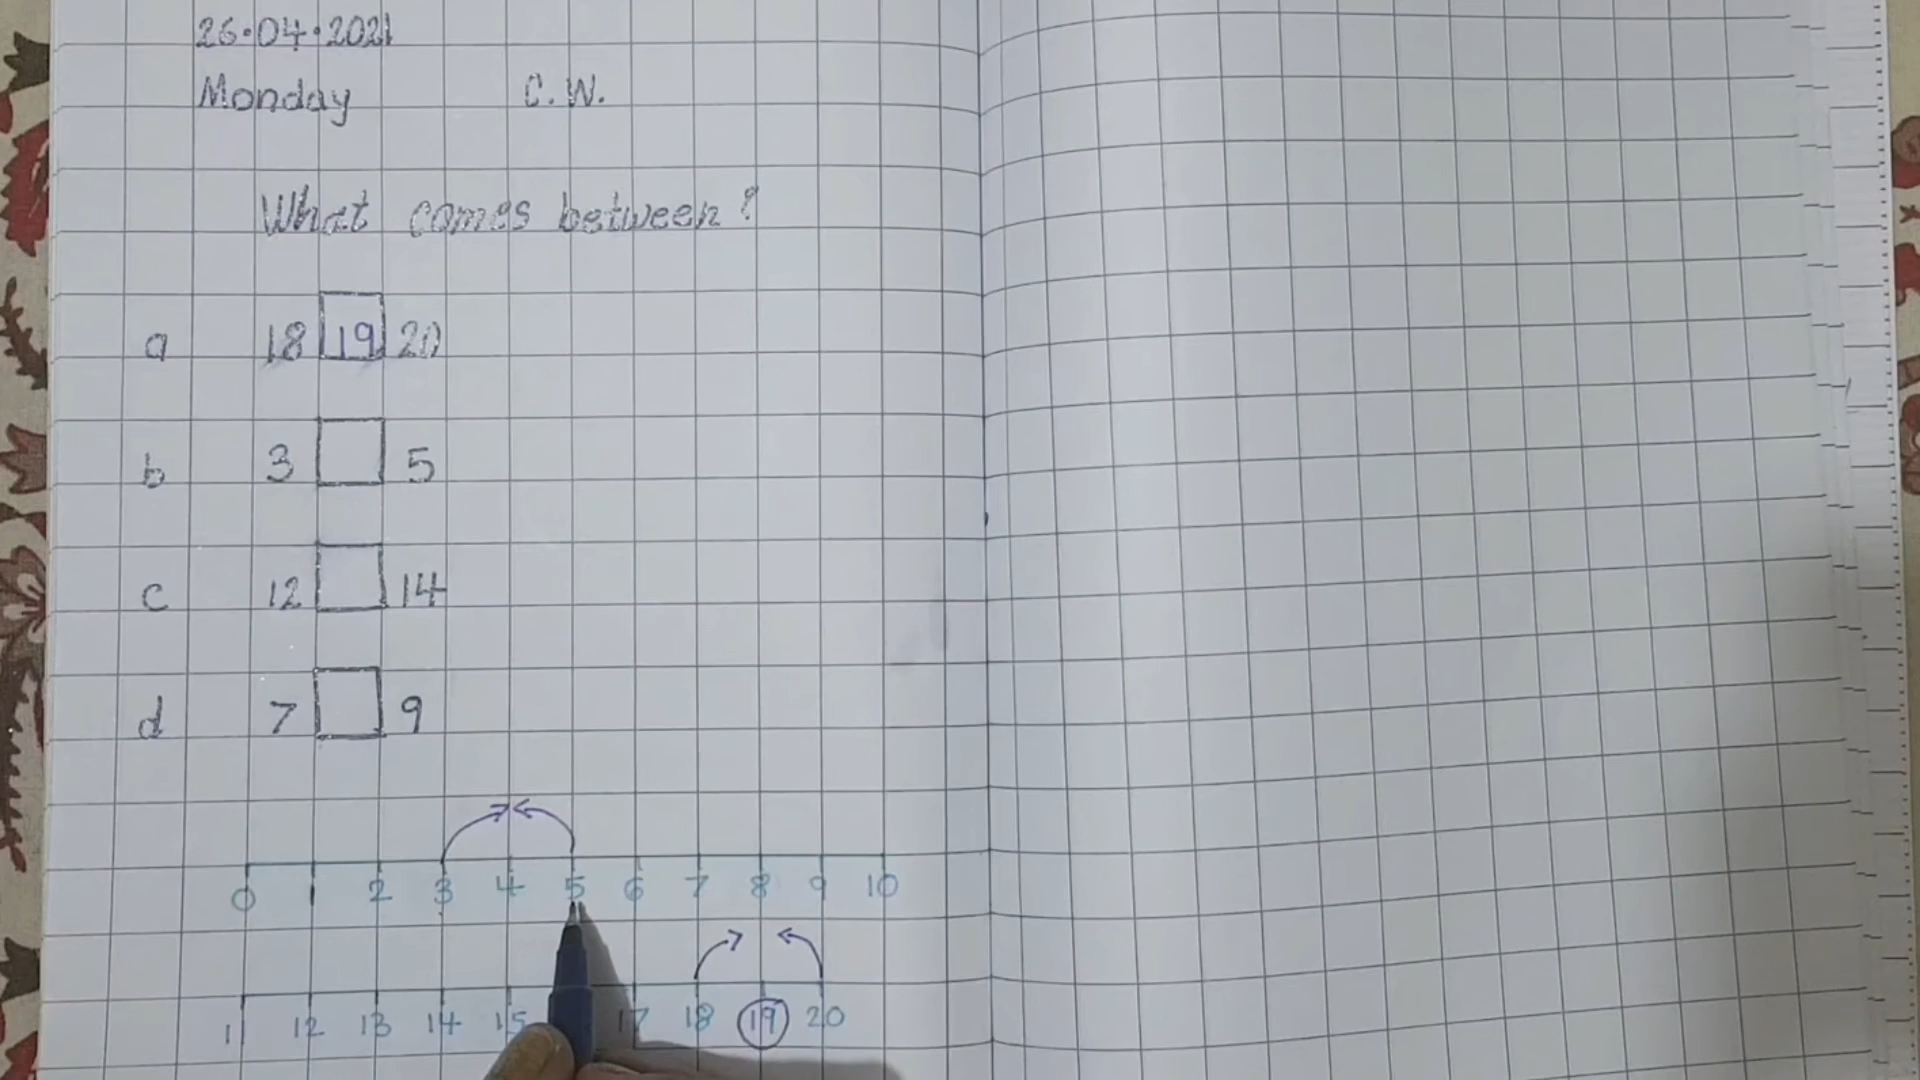 26.04.2021
Monday C.W.
What comes between?
a 18 19 20
b 3 5
c 12 14
d 7 9
0 1 2 3 4 5 6 7 8 9 10
11 12 13 14 15 17 18 19 20